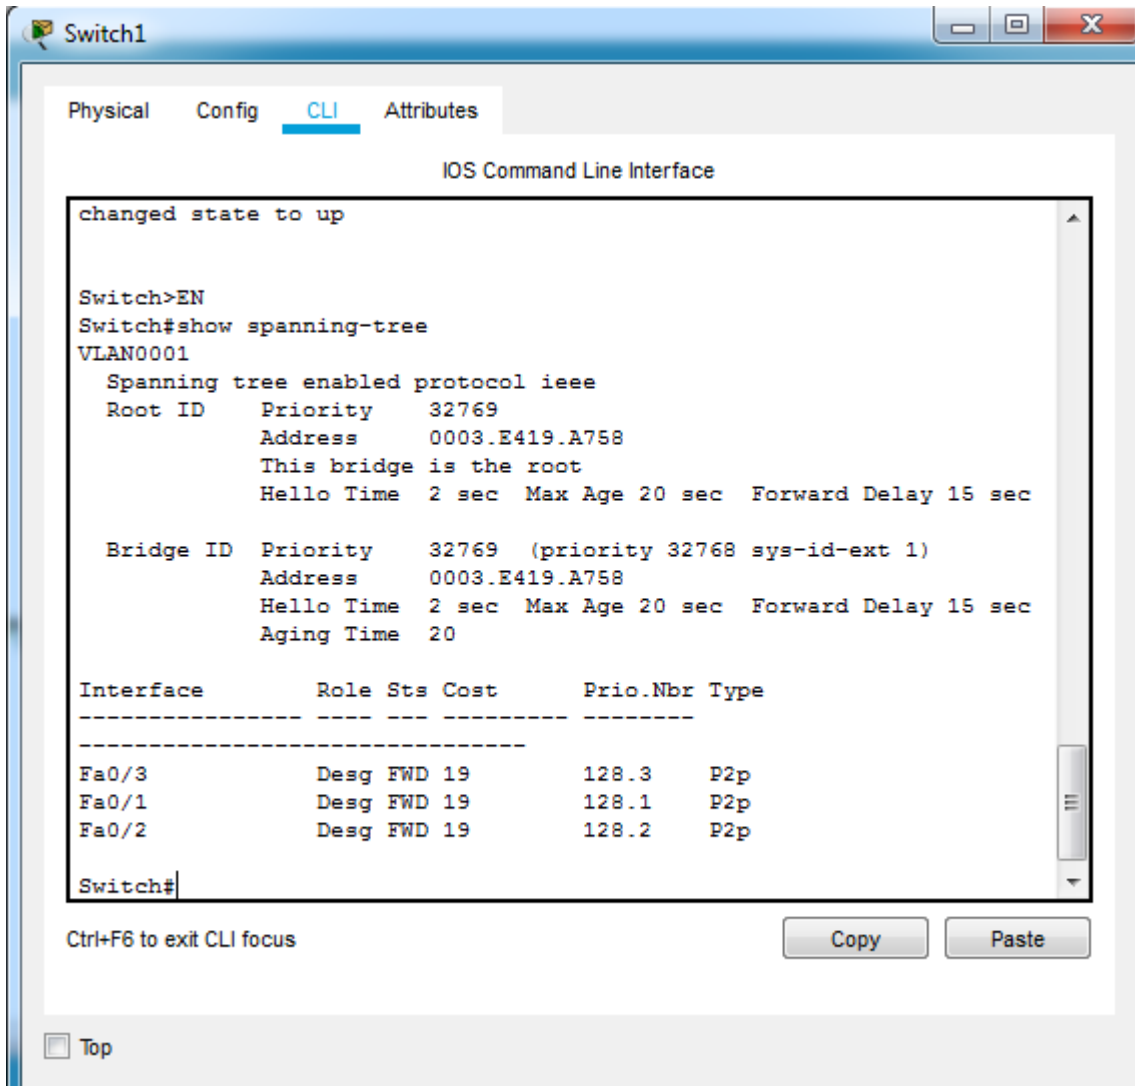 Switch1
Physical Config CLI Attributes
IOS Command Line Interface
changed state to up
Switch>EN
Switch#show spanning-tree
VLAN0001
  Spanning tree enabled protocol ieee
  Root ID    Priority    32769
             Address     0003.E419.A758
             This bridge is the root
             Hello Time  2 sec  Max Age 20 sec  Forward Delay 15 sec
  Bridge ID  Priority    32769  (priority 32768 sys-id-ext 1)
             Address     0003.E419.A758
             Hello Time  2 sec  Max Age 20 sec  Forward Delay 15 sec
             Aging Time  20
Interface        Role Sts Cost      Prio.Nbr Type
---------------- ---- --- --------- --------
--------------------------------
Fa0/3            Desg FWD 19        128.3    P2p
Fa0/1            Desg FWD 19        128.1    P2p
Fa0/2            Desg FWD 19        128.2    P2p
Switch#
Ctrl+F6 to exit CLI focus Copy Paste
Top